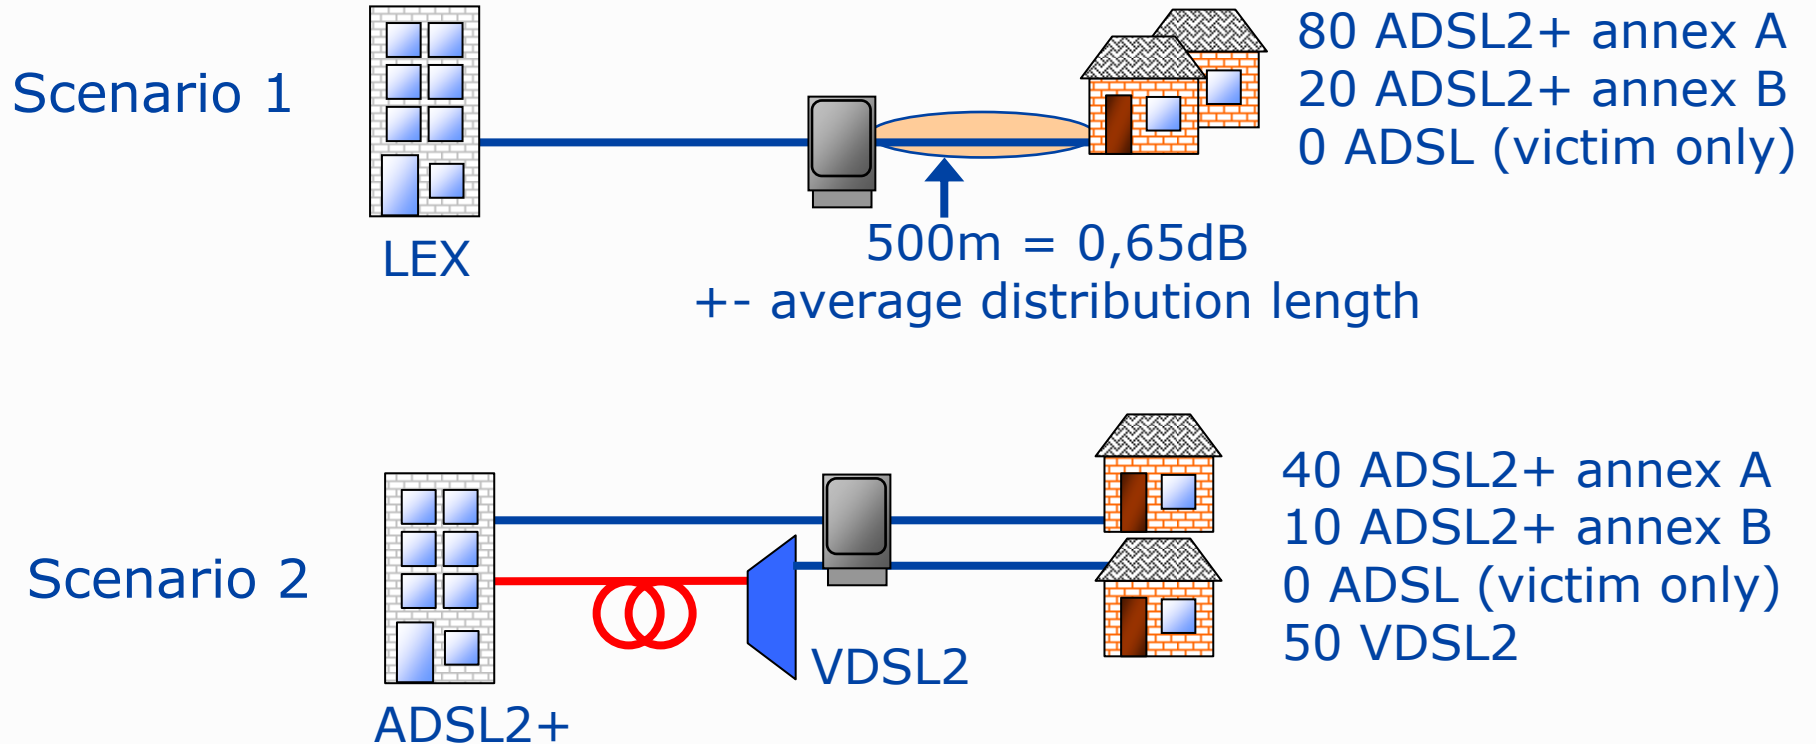 Scenario 1
LEX
500m = 0,65dB
+- average distribution length
80 ADSL2+ annex A
20 ADSL2+ annex B
0 ADSL (victim only)
Scenario 2
ADSL2+
VDSL2
40 ADSL2+ annex A
10 ADSL2+ annex B
0 ADSL (victim only)
50 VDSL2